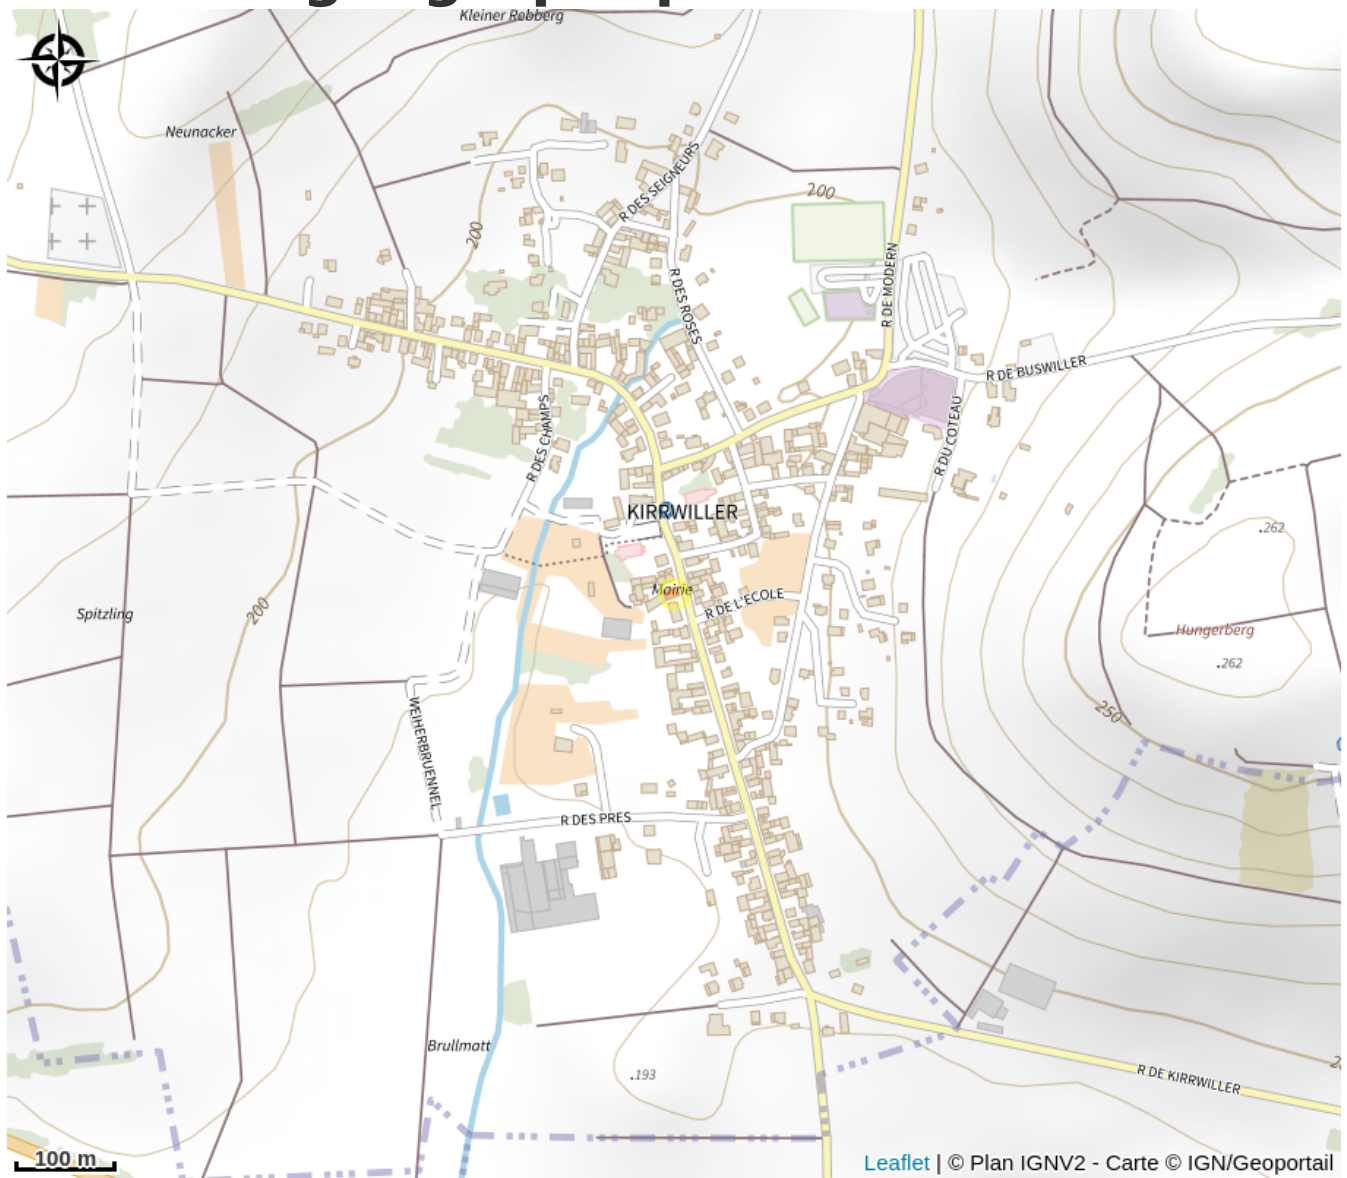 Kleiner Rebberg
Neunacker
R DES SEIGNEURS
200
200
R DES ROSES
R DE MODERN
R DE BUSWILLER
R DES CHAMPS
R DU COTEAU
KIRRWILLER
.262
Mairie
R DE L'ECOLE
Spitzling
200
Hungerberg
.262
250
WEIHERBRUENNEL
R DES PRES
Brullmatt
.193
R DE KIRRWILLER
100 m
Leaflet | © Plan IGNV2 - Carte © IGN/Geoportail